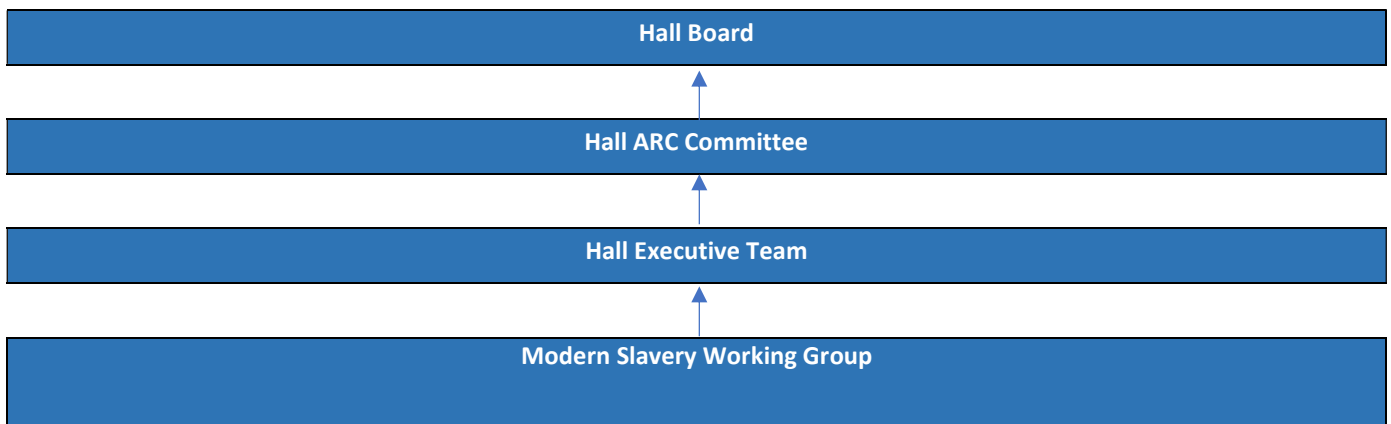 Hall Board
Hall ARC Committee
Hall Executive Team
Modern Slavery Working Group